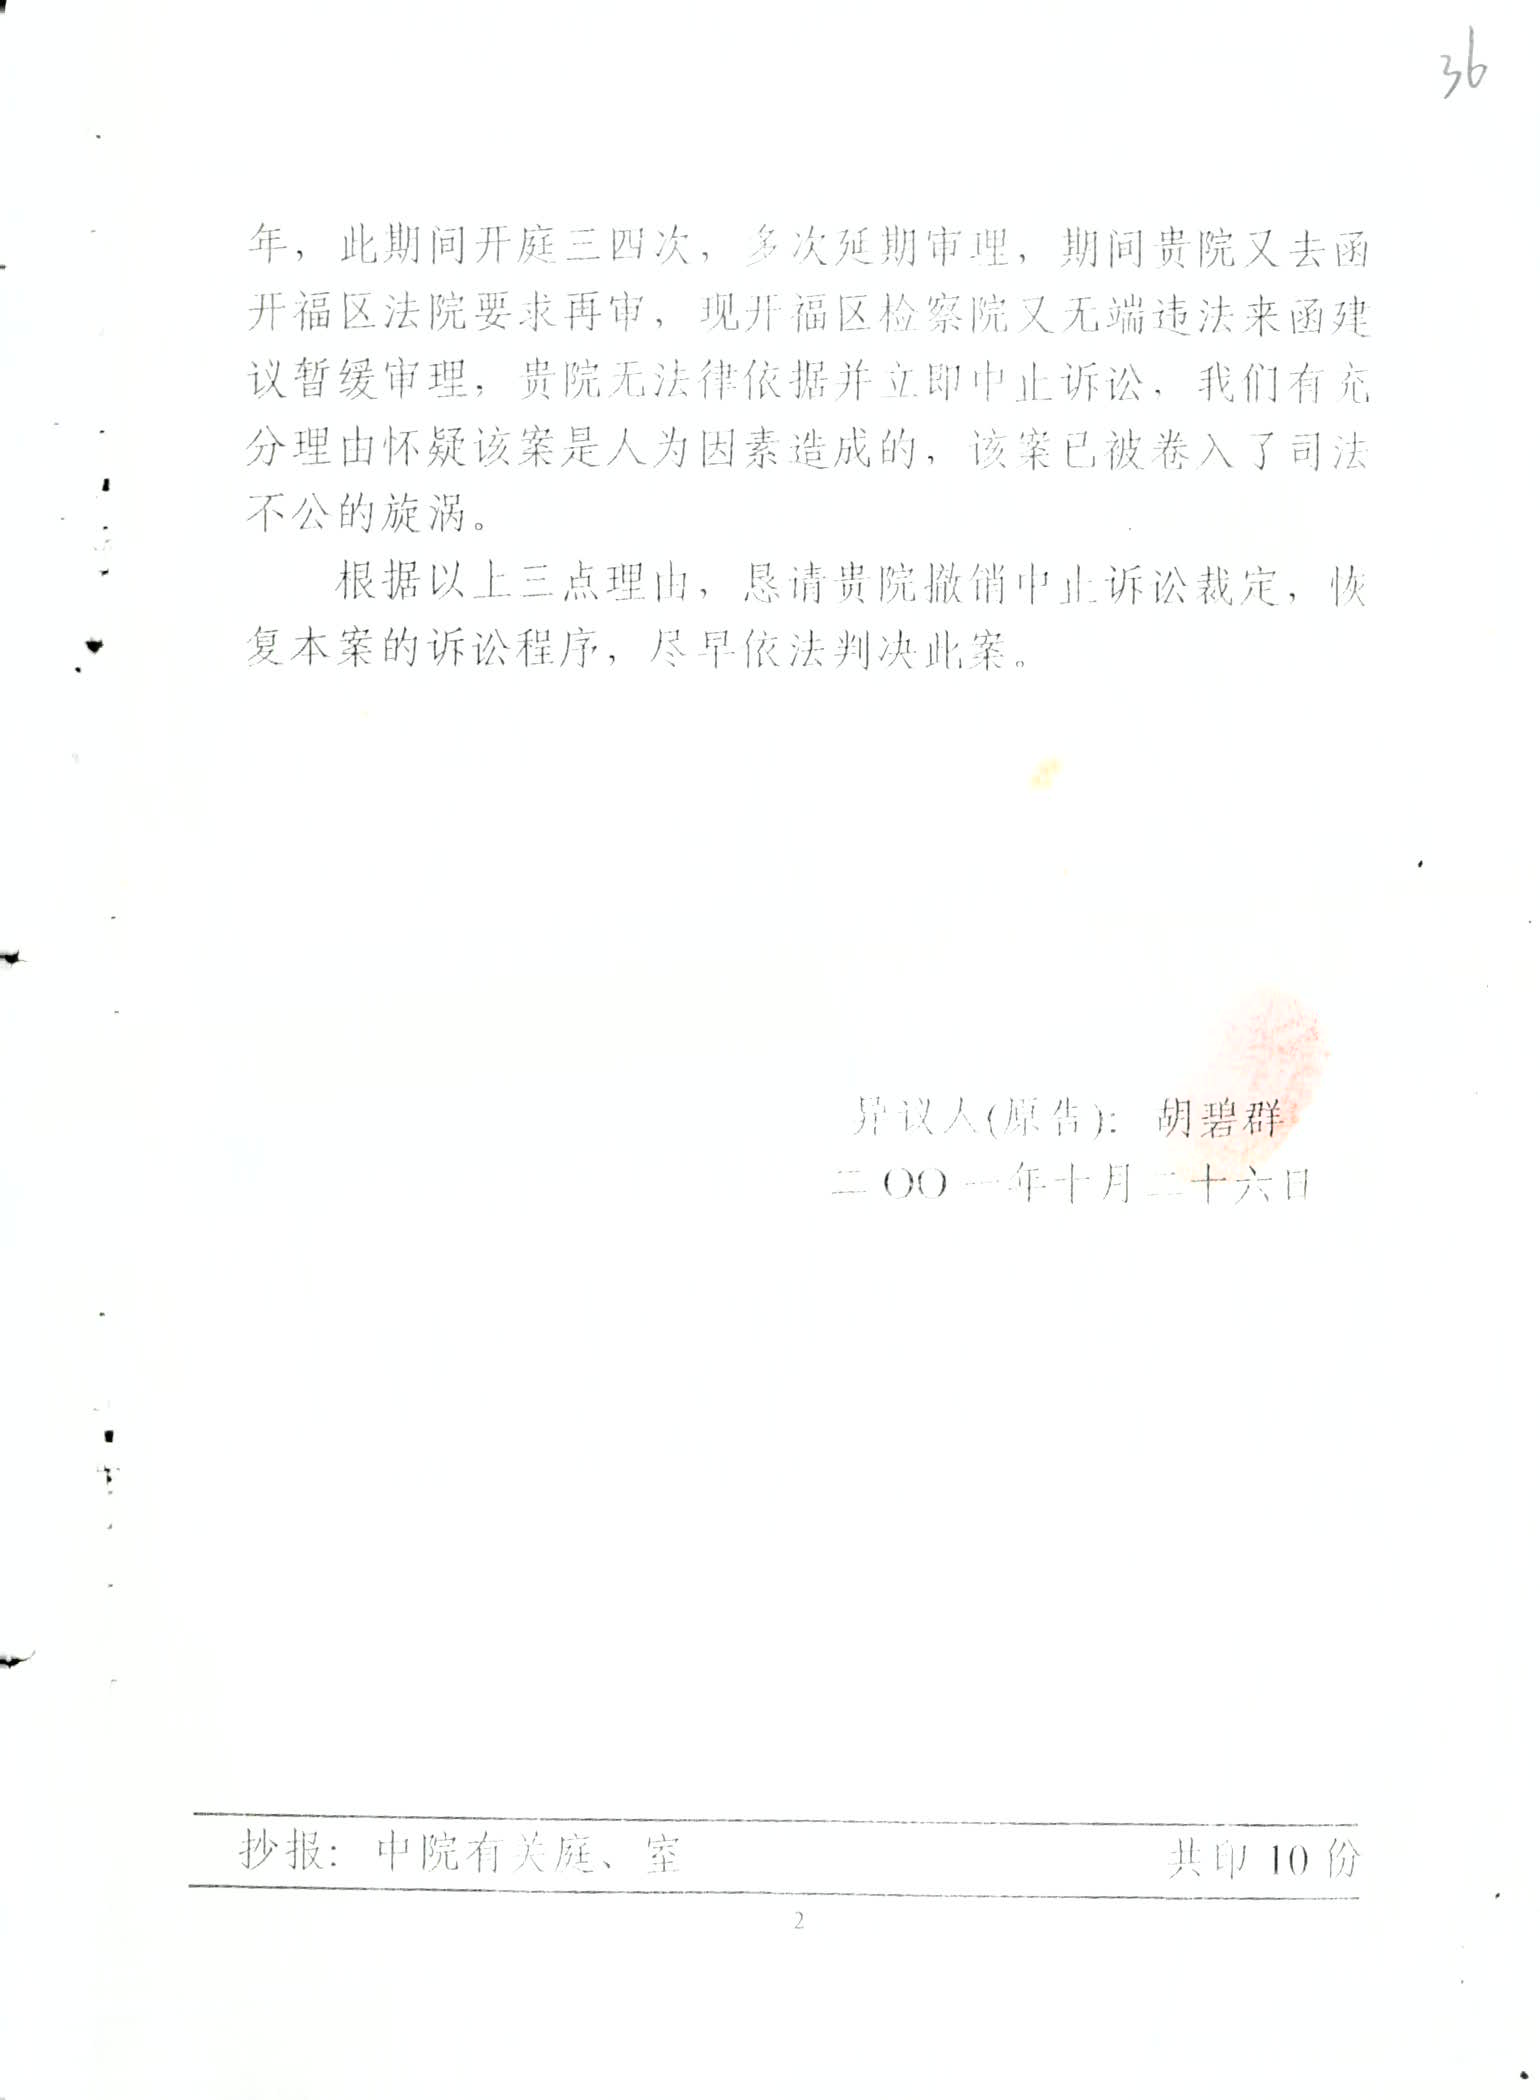 36
年，此期间开庭三四次，多次延期审理，期间贵院又去函
开福区法院要求再审，现开福区检察院又无端违法来函建
议暂缓审理，贵院无法律依据并立即中止诉讼，我们有充
分理由怀疑该案是人为因素造成的，该案已被卷入了司法
不公的旋涡。
根据以上三点理由，恳请贵院撤销中止诉讼裁定，恢
复本案的诉讼程序，尽早依法判决此案。
异议人(原告)：胡碧群
二〇〇一年十月二十六日
抄报：中院有关庭、室 共印 10 份
2